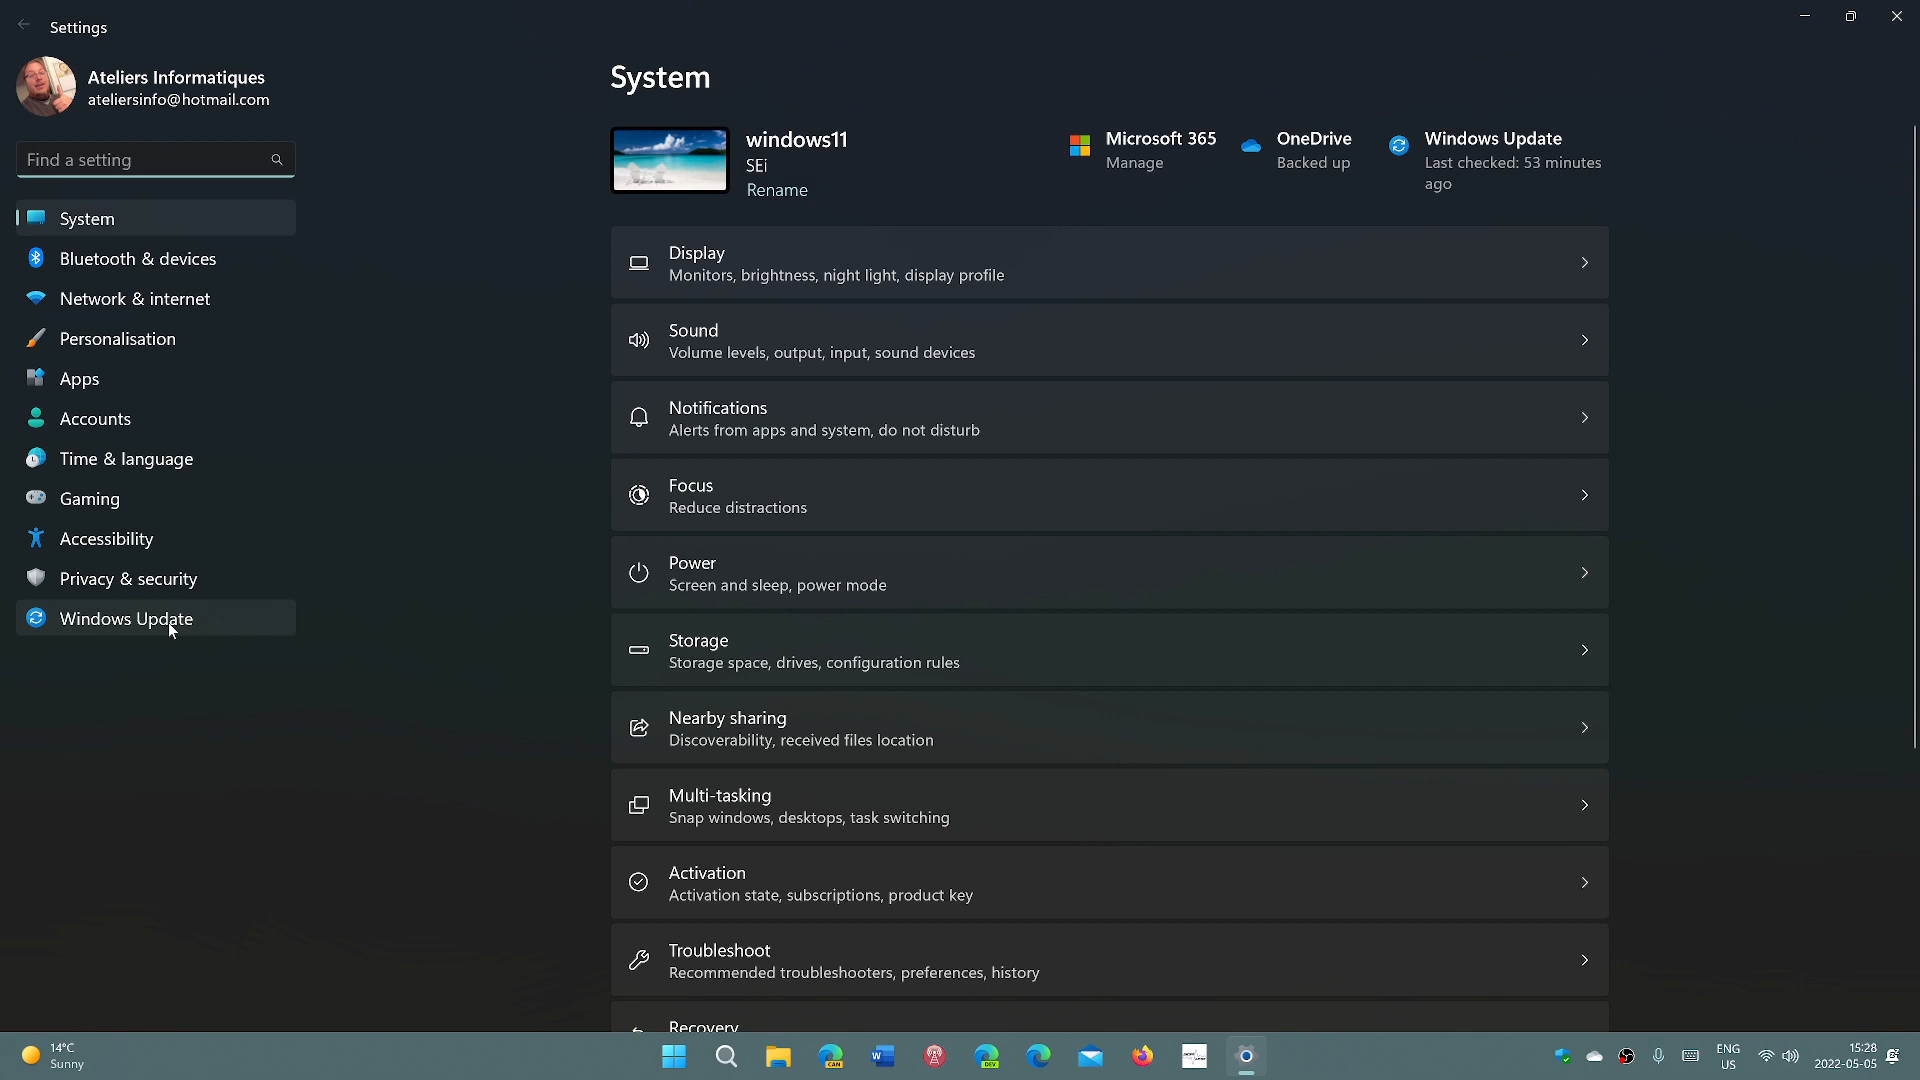 Settings
Ateliers Informatiques
ateliersinfo@hotmail.com
Find a setting
System
Bluetooth & devices
Network & internet
Personalisation
Apps
Accounts
Time & language
Gaming
Accessibility
Privacy & security
Windows Update
System
windows11
SEi
Rename
Microsoft 365
Manage
OneDrive
Backed up
Windows Update
Last checked: 53 minutes
ago
Display
Monitors, brightness, night light, display profile
Sound
Volume levels, output, input, sound devices
Notifications
Alerts from apps and system, do not disturb
Focus
Reduce distractions
Power
Screen and sleep, power mode
Storage
Storage space, drives, configuration rules
Nearby sharing
Discoverability, received files location
Multi-tasking
Snap windows, desktops, task switching
Activation
Activation state, subscriptions, product key
Troubleshoot
Recommended troubleshooters, preferences, history
Recovery
14°C
Sunny
CAN
W
DEV
ENG
US
15:28
2022-05-05